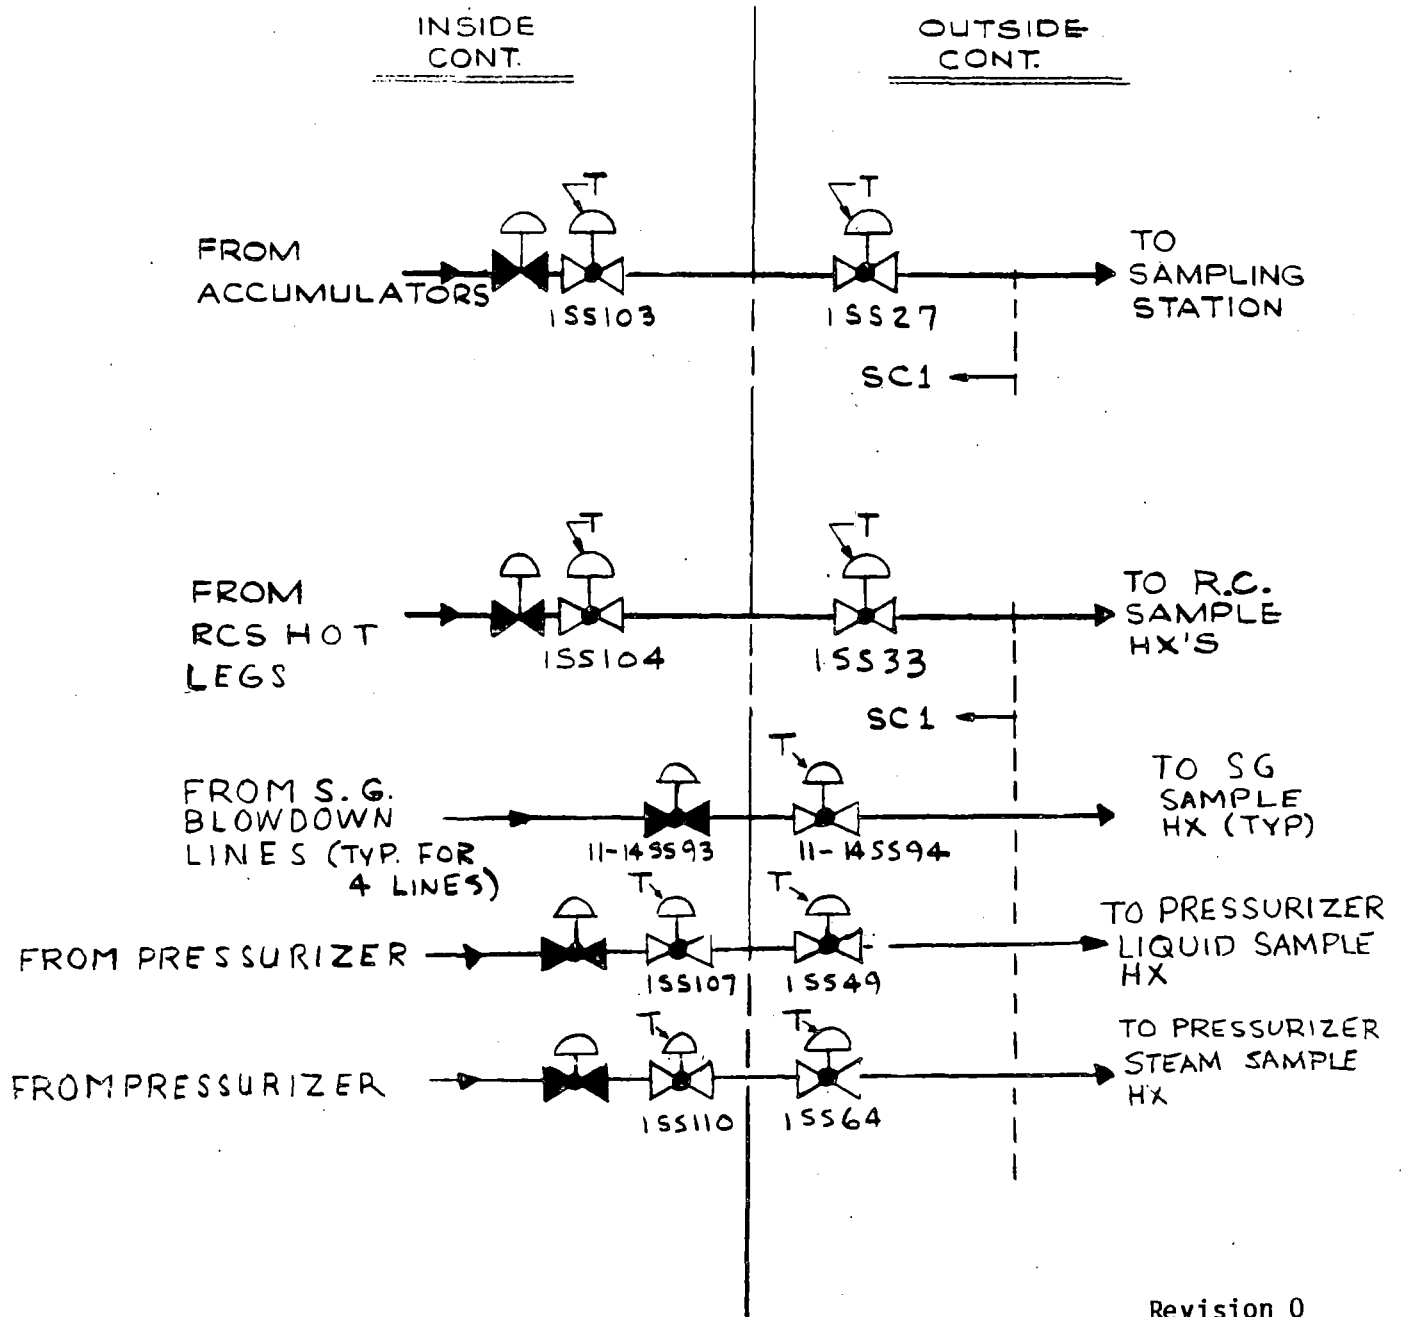 INSIDE
CONT.
OUTSIDE
CONT.
T
T
FROM
ACCUMULATORS
1SS103
1SS27
TO
SAMPLING
STATION
SC1
T
T
FROM
RCS HOT
LEGS
1SS104
1SS33
TO R.C.
SAMPLE
HX'S
SC1
T
FROM S.G.
BLOWDOWN
LINES (TYP. FOR
4 LINES)
11-14SS93
11-14SS94
TO SG
SAMPLE
HX (TYP)
T
T
FROM PRESSURIZER
1SS107
1SS49
TO PRESSURIZER
LIQUID SAMPLE
HX
T
T
FROM PRESSURIZER
1SS110
1SS64
TO PRESSURIZER
STEAM SAMPLE
HX
Revision 0